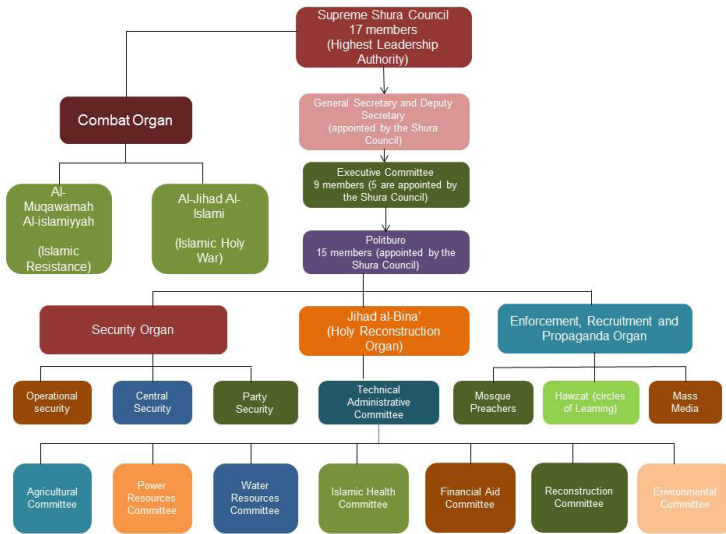 Supreme Shura Council
17 members
(Highest Leadership
Authority)
Combat Organ
General Secretary and Deputy
Secretary
(appointed by the Shura
Council)
Executive Committee
9 members (5 are appointed by
the Shura Council)
Al-
Muqawamah
Al-islamiyyah
(Islamic
Resistance)
Al-Jihad Al-
Islami
(Islamic Holy
War)
Politburo
15 members (appointed by the
Shura Council)
Security Organ
Jihad al-Bina’
(Holy Reconstruction
Organ)
Enforcement, Recruitment and
Propaganda Organ
Operational
security
Central
Security
Party
Security
Technical
Administrative
Committee
Mosque
Preachers
Hawzat (circles
of Learning)
Mass
Media
Agricultural
Committee
Power
Resources
Committee
Water
Resources
Committee
Islamic Health
Committee
Financial Aid
Committee
Reconstruction
Committee
Environmental
Committee